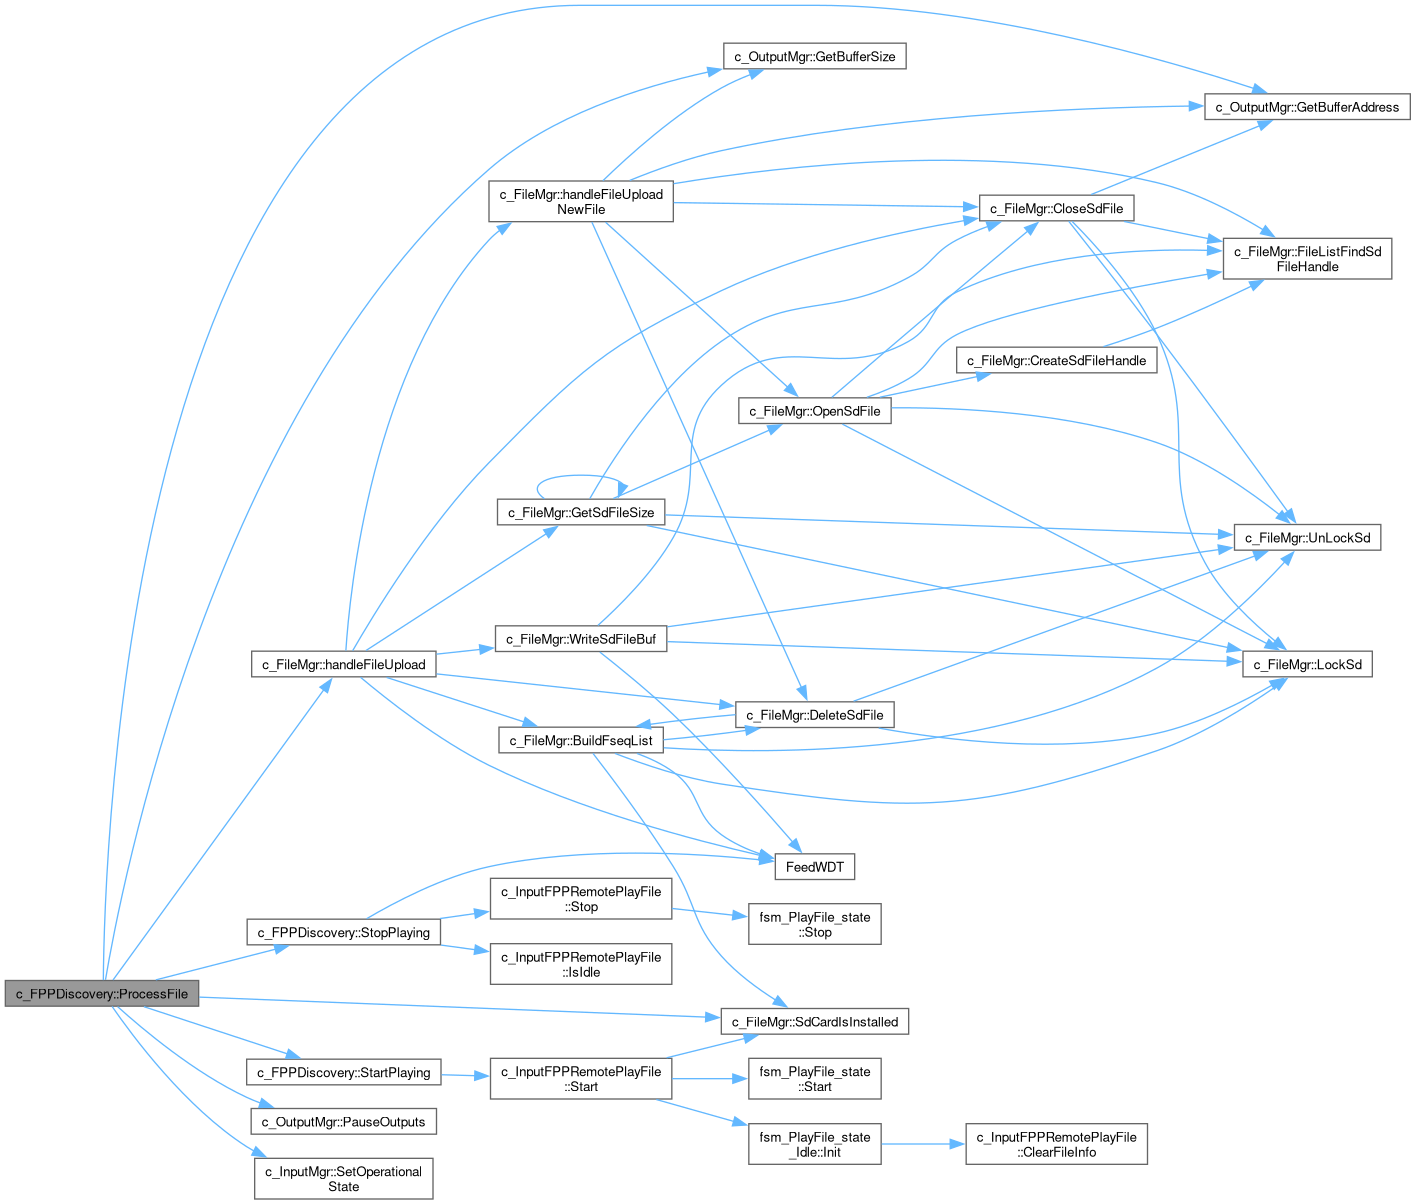 c_OutputMgr::GetBufferSize
c_OutputMgr::GetBufferAddress
c_FileMgr::handleFileUpload
NewFile
c_FileMgr::CloseSdFile
c_FileMgr::FileListFindSd
FileHandle
c_FileMgr::CreateSdFileHandle
c_FileMgr::OpenSdFile
c_FileMgr::GetSdFileSize
c_FileMgr::UnLockSd
c_FileMgr::WriteSdFileBuf
c_FileMgr::handleFileUpload
c_FileMgr::LockSd
c_FileMgr::DeleteSdFile
c_FileMgr::BuildFseqList
FeedWDT
c_InputFPPRemotePlayFile
::Stop
fsm_PlayFile_state
::Stop
c_FPPDiscovery::StopPlaying
c_InputFPPRemotePlayFile
::IsIdle
c_FPPDiscovery::ProcessFile
c_FileMgr::SdCardIsInstalled
c_FPPDiscovery::StartPlaying
c_InputFPPRemotePlayFile
::Start
fsm_PlayFile_state
::Start
c_OutputMgr::PauseOutputs
fsm_PlayFile_state
_Idle::Init
c_InputFPPRemotePlayFile
::ClearFileInfo
c_InputMgr::SetOperational
State